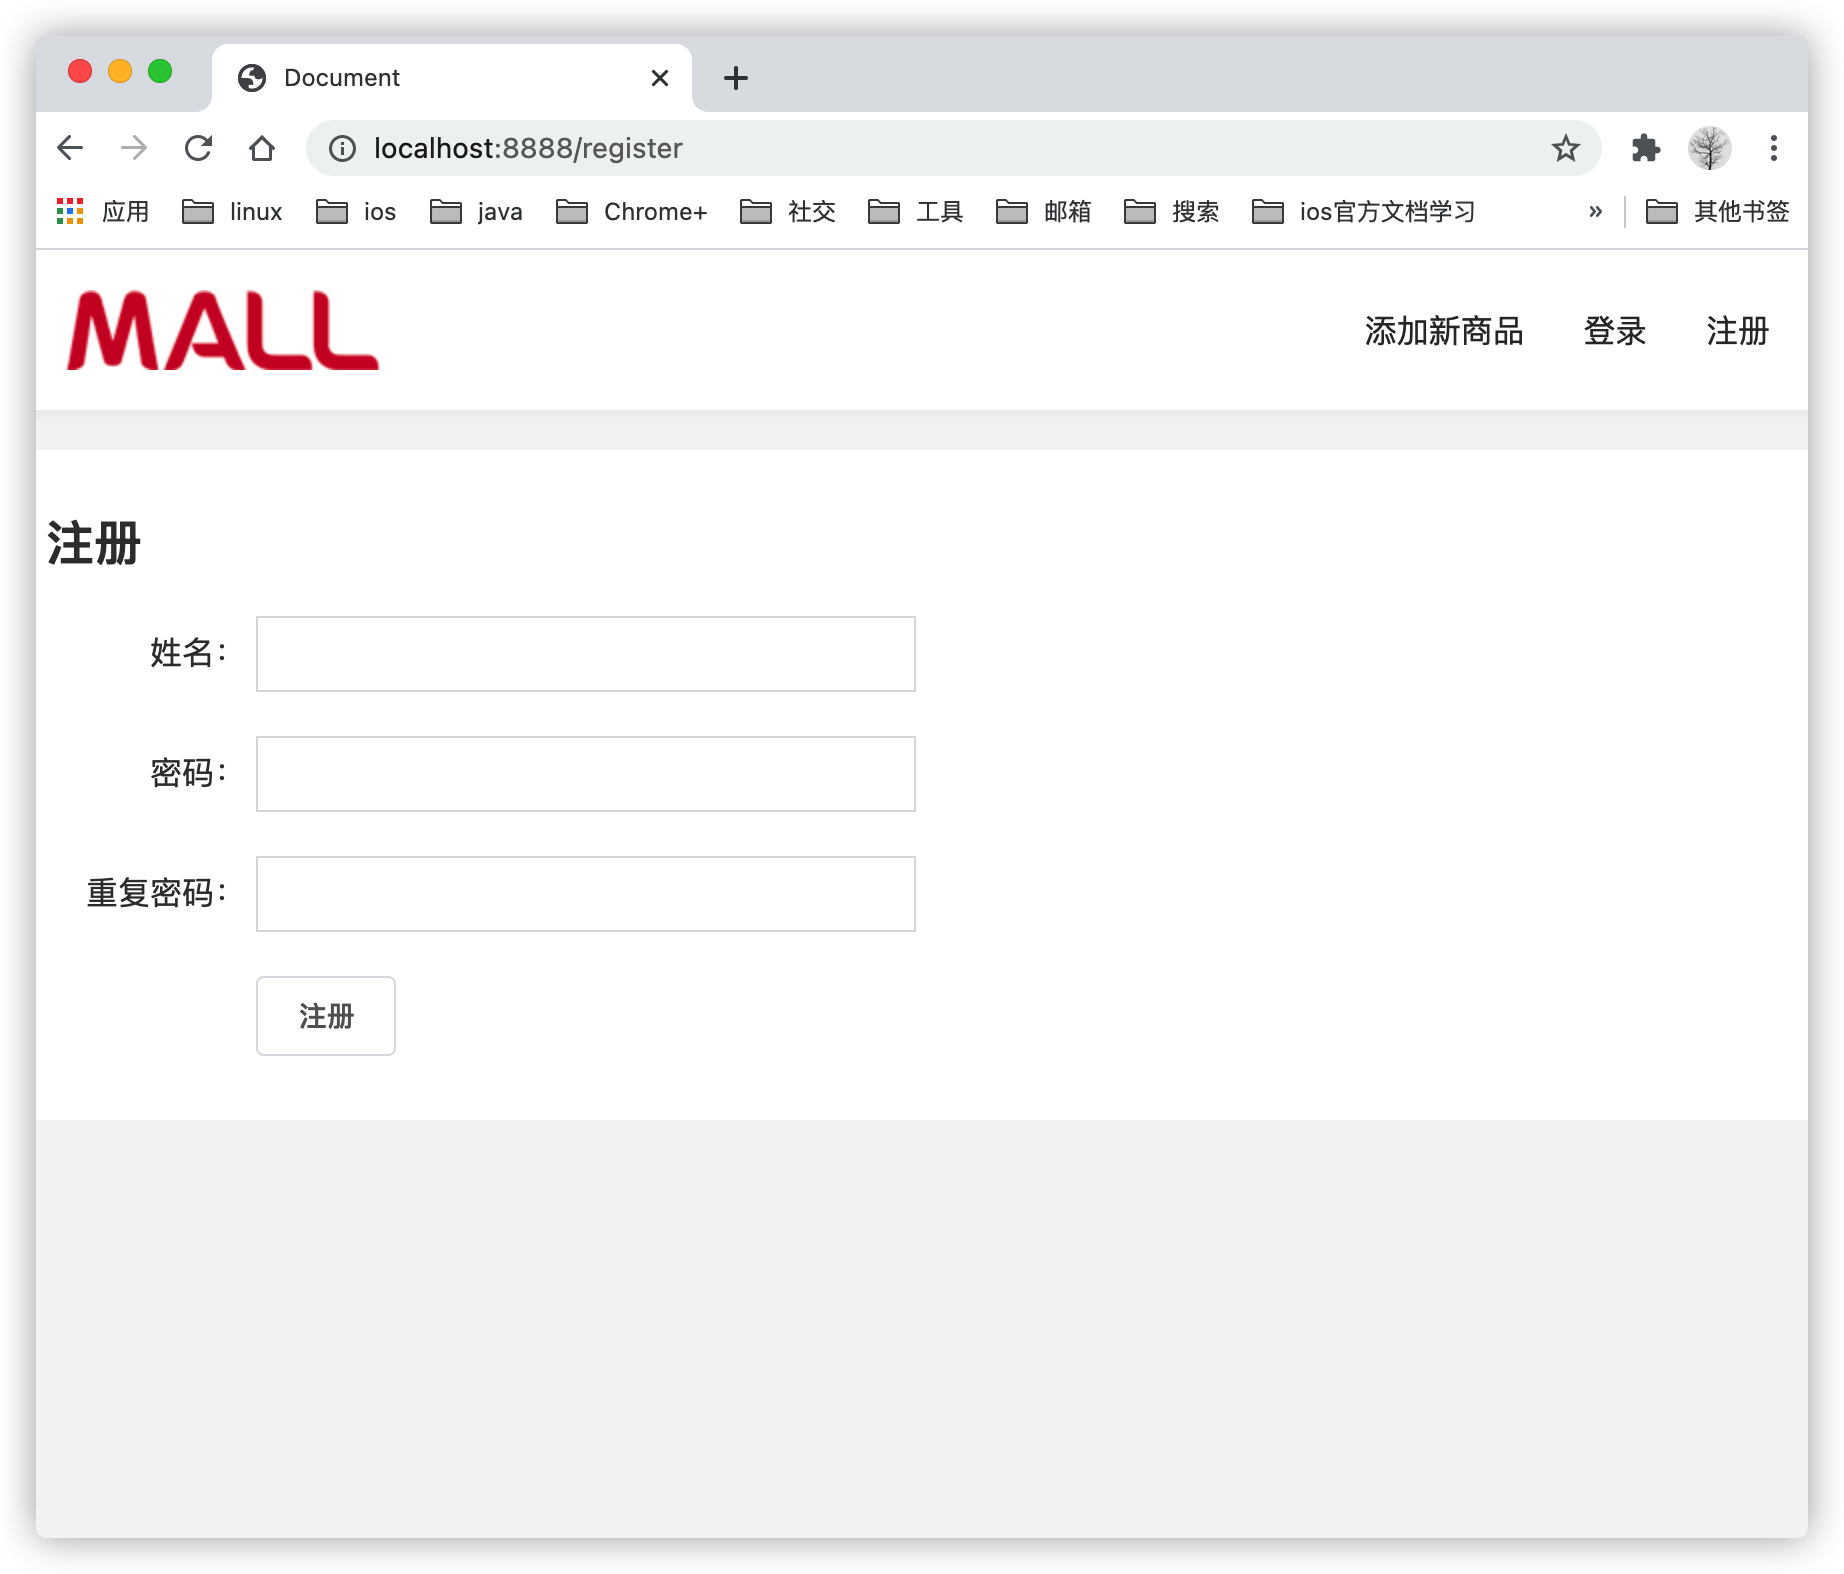 Document
localhost:8888/register
应用 linux ios java Chrome+ 社交 工具 邮箱 搜索 ios官方文档学习 » 其他书签
MALL 添加新商品 登录 注册
注册
姓名：
密码：
重复密码：
注册